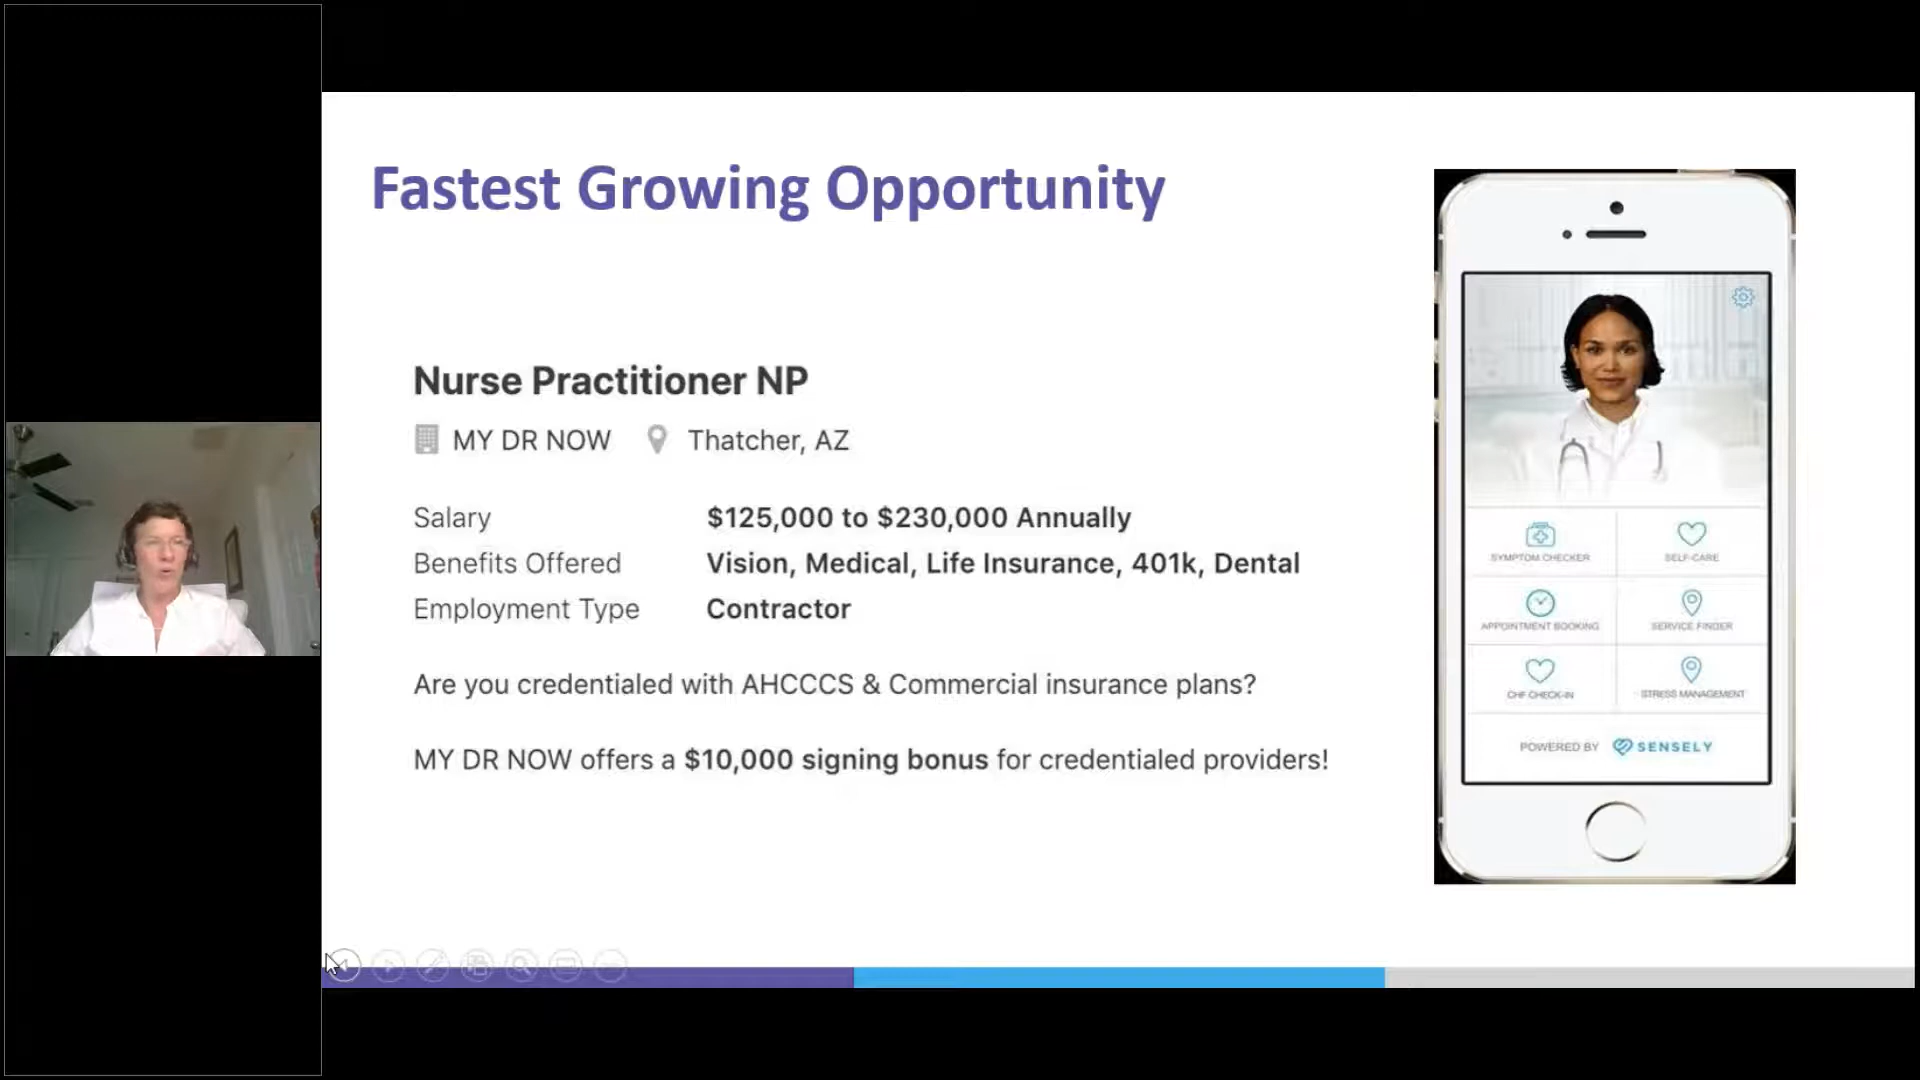 Fastest Growing Opportunity
Nurse Practitioner NP
MY DR NOW Thatcher, AZ
Salary $125,000 to $230,000 Annually
Benefits Offered Vision, Medical, Life Insurance, 401k, Dental
Employment Type Contractor
Are you credentialed with AHCCCS & Commercial insurance plans?
MY DR NOW offers a $10,000 signing bonus for credentialed providers!
SYMPTOM CHECKER SELF-CARE
APPOINTMENT BOOKING SERVICE FINDER
CHF CHECK-IN STRESS MANAGEMENT
POWERED BY SENSELY